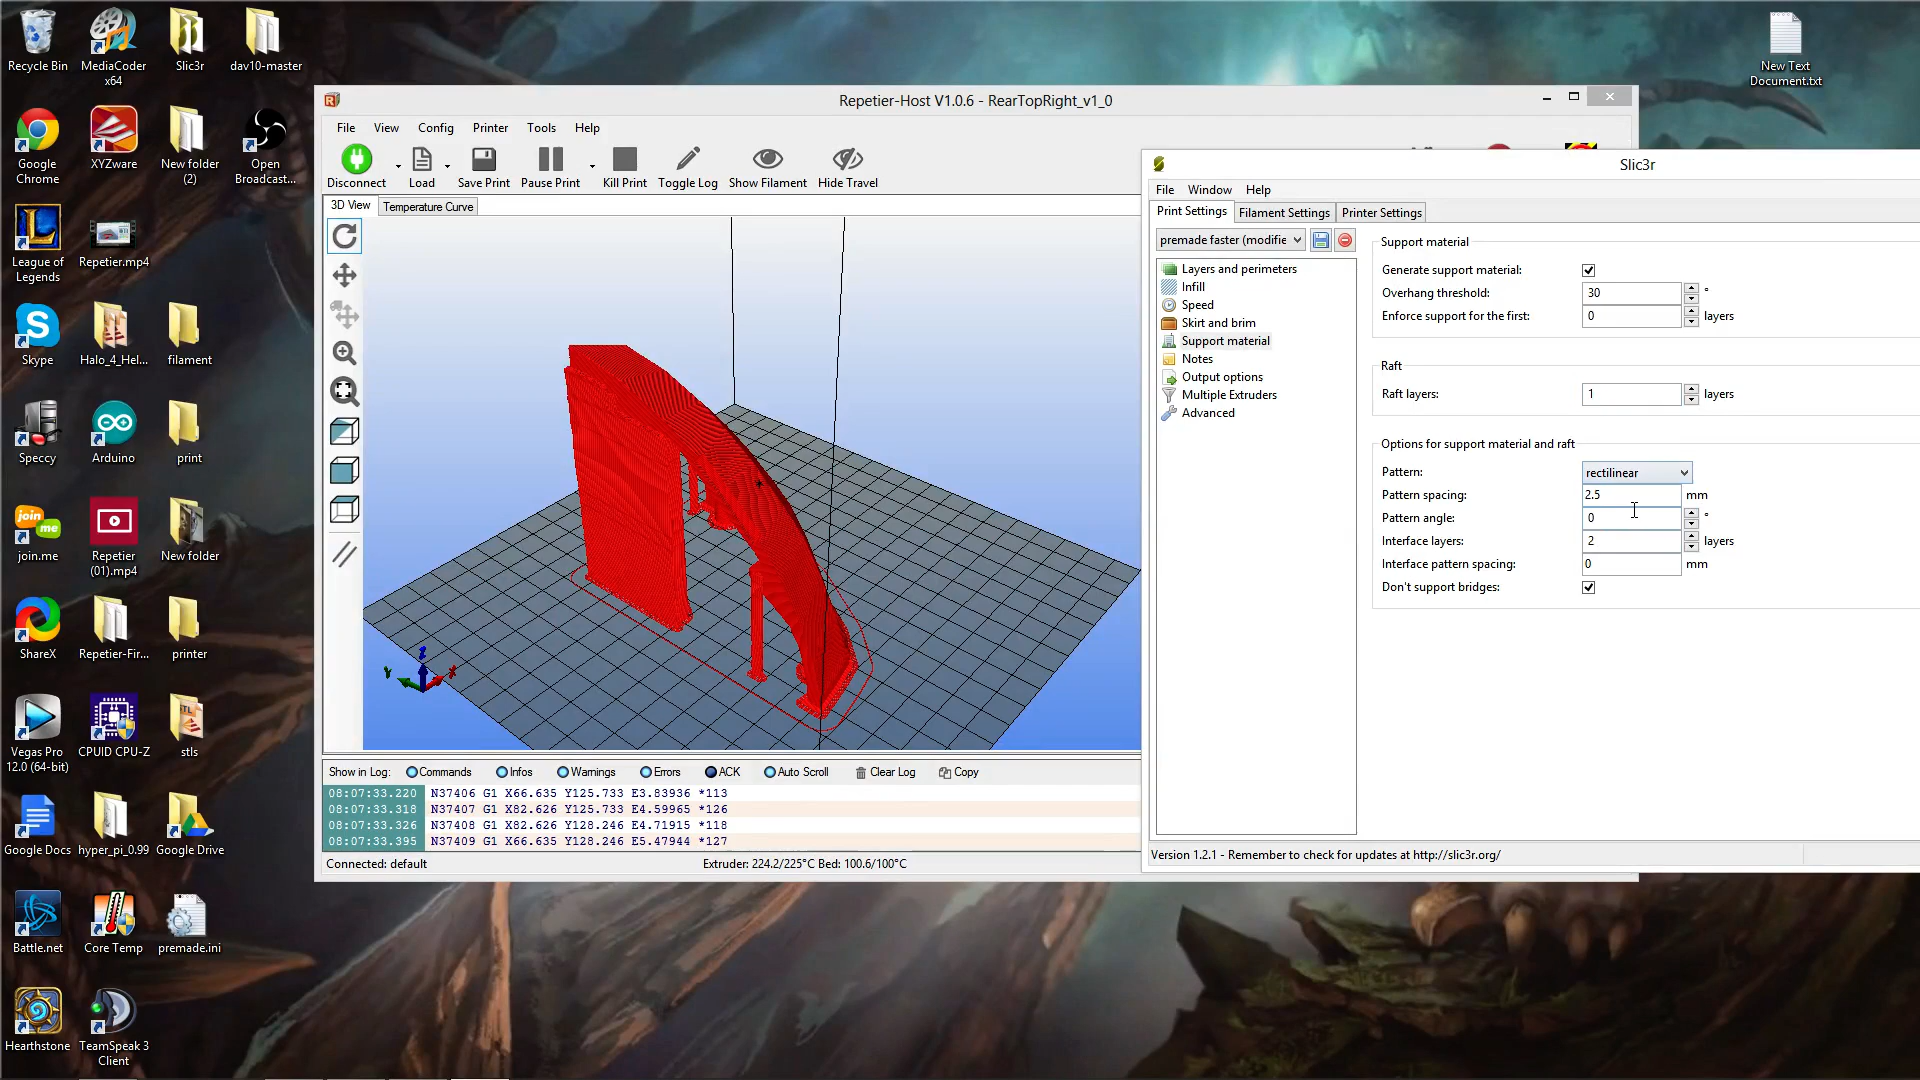 Recycle Bin
MediaCoder
x64
Slic3r
dav10-master
New Text
Document.txt
Google
Chrome
XYZware
New folder
(2)
Open
Broadcast...
League of
Legends
Repetier.mp4
Skype
Halo_4_Hel...
filament
Speccy
Arduino
print
join.me
Repetier
(01).mp4
New folder
ShareX
Repetier-Fir...
printer
Vegas Pro
12.0 (64-bit)
CPUID CPU-Z
stls
Google Docs
hyper_pi_0.99
Google Drive
Battle.net
Core Temp
premade.ini
Hearthstone
TeamSpeak 3
Client
Repetier-Host V1.0.6 - RearTopRight_v1_0
File View Config Printer Tools Help
Disconnect Load Save Print Pause Print Kill Print Toggle Log Show Filament Hide Travel
3D View Temperature Curve
Show in Log: Commands Infos Warnings Errors ACK Auto Scroll Clear Log Copy
08:07:33.220 N37406 G1 X66.635 Y125.733 E3.83936 *113
08:07:33.318 N37407 G1 X82.626 Y125.733 E4.59965 *126
08:07:33.326 N37408 G1 X82.626 Y128.246 E4.71915 *118
08:07:33.395 N37409 G1 X66.635 Y128.246 E5.47944 *127
Connected: default Extruder: 224.2/225°C Bed: 100.6/100°C
Slic3r
File Window Help
Print Settings Filament Settings Printer Settings
premade faster (modifie
Layers and perimeters
Infill
Speed
Skirt and brim
Support material
Notes
Output options
Multiple Extruders
Advanced
Support material
Generate support material:
Overhang threshold: 30 °
Enforce support for the first: 0 layers
Raft
Raft layers: 1 layers
Options for support material and raft
Pattern: rectilinear
Pattern spacing: 2.5 mm
Pattern angle: 0 °
Interface layers: 2 layers
Interface pattern spacing: 0 mm
Don't support bridges:
Version 1.2.1 - Remember to check for updates at http://slic3r.org/